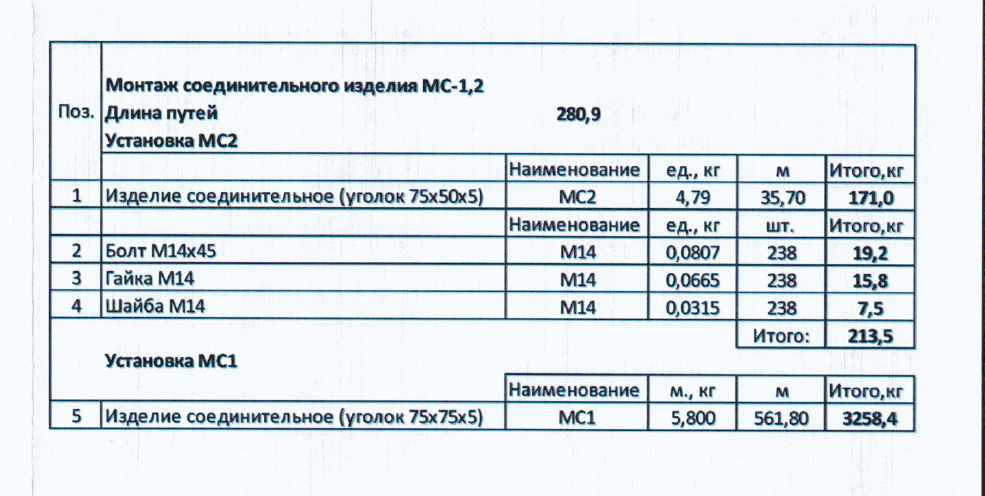 Монтаж соединительного изделия МС-1,2
Поз. Длина путей 280,9
Установка МС2
Наименование ед., кг м Итого,кг
1 Изделие соединительное (уголок 75х50х5) МС2 4,79 35,70 171,0
Наименование ед., кг шт. Итого,кг
2 Болт М14х45 М14 0,0807 238 19,2
3 Гайка М14 М14 0,0665 238 15,8
4 Шайба М14 М14 0,0315 238 7,5
Итого: 213,5
Установка МС1
Наименование м., кг м Итого,кг
5 Изделие соединительное (уголок 75х75х5) МС1 5,800 561,80 3258,4